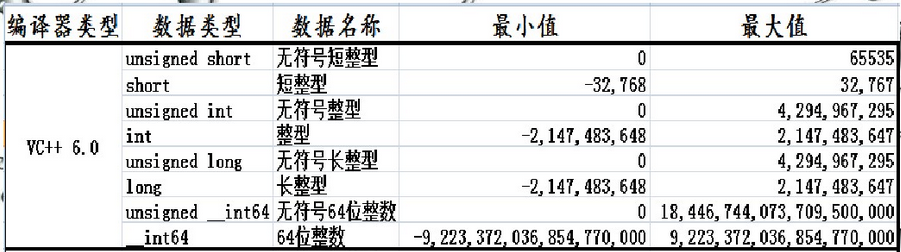 编译器类型 数据类型 数据名称 最小值 最大值
unsigned short 无符号短整型 0 65535
short 短整型 -32,768 32,767
unsigned int 无符号整型 0 4,294,967,295
int 整型 -2,147,483,648 2,147,483,647
VC++ 6.0
unsigned long 无符号长整型 0 4,294,967,295
long 长整型 -2,147,483,648 2,147,483,647
unsigned __int64 无符号64位整数 0 18,446,744,073,709,500,000
__int64 64位整数 -9,223,372,036,854,770,000 9,223,372,036,854,770,000